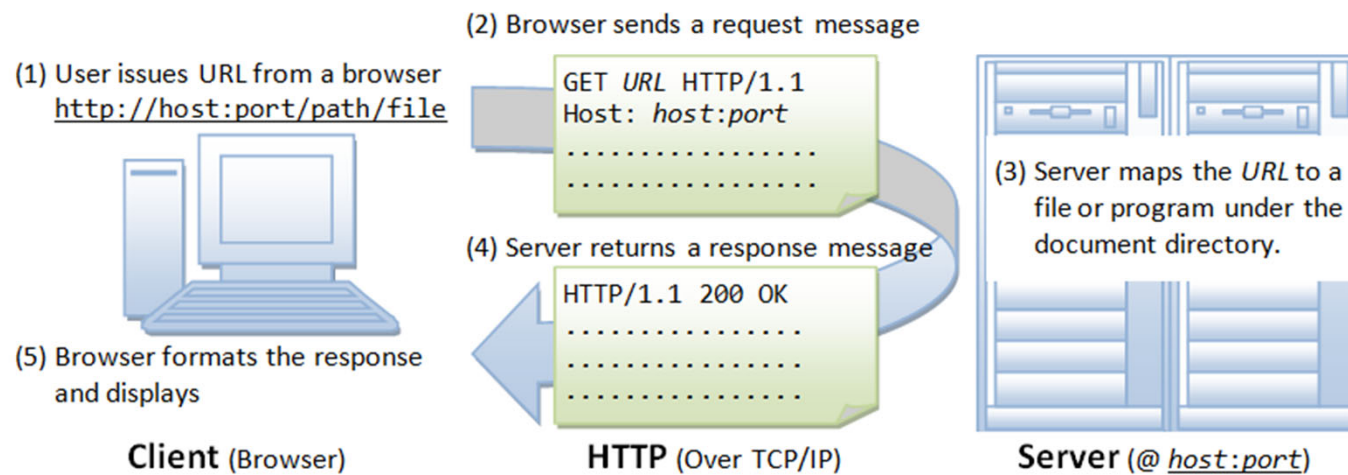 (1) User issues URL from a browser
http://host:port/path/file
(2) Browser sends a request message
GET URL HTTP/1.1
Host: host:port
..................
..................
(3) Server maps the URL to a
file or program under the
document directory.
(4) Server returns a response message
HTTP/1.1 200 OK
.................
.................
.................
(5) Browser formats the response
and displays
Client (Browser)
HTTP (Over TCP/IP)
Server (@ host:port)